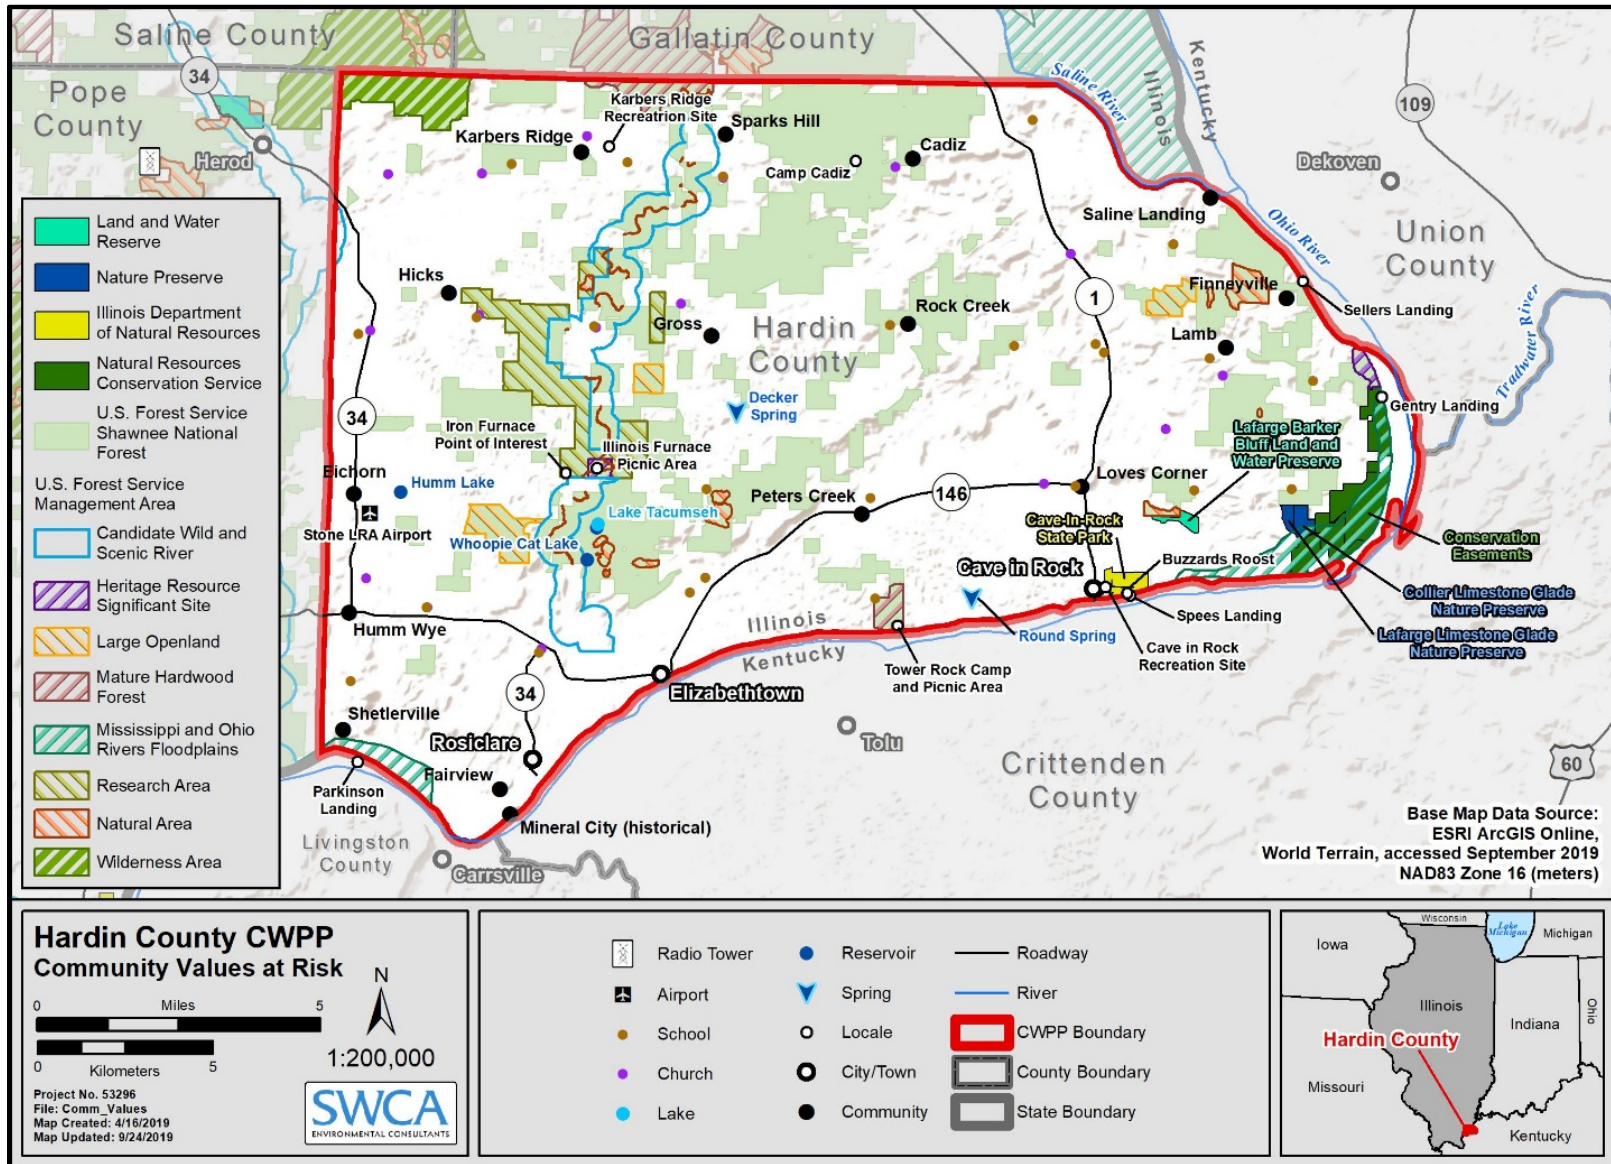 Saline County
Gallatin County
Pope
County
34
Herod
Karbers Ridge
Recreatrion Site
Karbers Ridge
Sparks Hill
Camp Cadiz
Cadiz
Saline River
Illinois
Kentucky
109
Dekoven
Saline Landing
Ohio River
Union
County
Tradwater River
Hicks
Gross
Rock Creek
Hardin
County
1
Finneyville
Lamb
Sellers Landing
Gentry Landing
Decker
Spring
34
Iron Furnace
Point of Interest
Illinois Furnace
Picnic Area
Lafarge Barker
Bluff Land and
Water Preserve
Eichorn
Humm Lake
Stone LRA Airport
Lake Tacumseh
Whoopie Cat Lake
Peters Creek
146
Loves Corner
Cave-In-Rock
State Park
Buzzards Roost
Cave in Rock
Conservation
Easements
Collier Limestone Glade
Nature Preserve
Lafarge Limestone Glade
Nature Preserve
Spees Landing
Cave in Rock
Recreation Site
Round Spring
Tower Rock Camp
and Picnic Area
Illinois
Kentucky
Humm Wye
34
Elizabethtown
Shetlerville
Rosiclare
Fairview
Parkinson
Landing
Mineral City (historical)
Livingston
County
Carrsville
Tolu
Crittenden
County
60
Base Map Data Source:
ESRI ArcGIS Online,
World Terrain, accessed September 2019
NAD83 Zone 16 (meters)
Land and Water
Reserve
Nature Preserve
Illinois Department
of Natural Resources
Natural Resources
Conservation Service
U.S. Forest Service
Shawnee National
Forest
U.S. Forest Service
Management Area
Candidate Wild and
Scenic River
Heritage Resource
Significant Site
Large Openland
Mature Hardwood
Forest
Mississippi and Ohio
Rivers Floodplains
Research Area
Natural Area
Wilderness Area
Hardin County CWPP
Community Values at Risk
0 Miles 5
0 Kilometers 5
N
1:200,000
Project No. 53296
File: Comm_Values
Map Created: 4/16/2019
Map Updated: 9/24/2019
SWCA
ENVIRONMENTAL CONSULTANTS
Radio Tower
Airport
School
Church
Lake
Reservoir
Spring
Locale
City/Town
Community
Roadway
River
CWPP Boundary
County Boundary
State Boundary
Wisconsin
Lake
Michigan
Michigan
Iowa
Illinois
Indiana
Ohio
Hardin County
Missouri
Kentucky